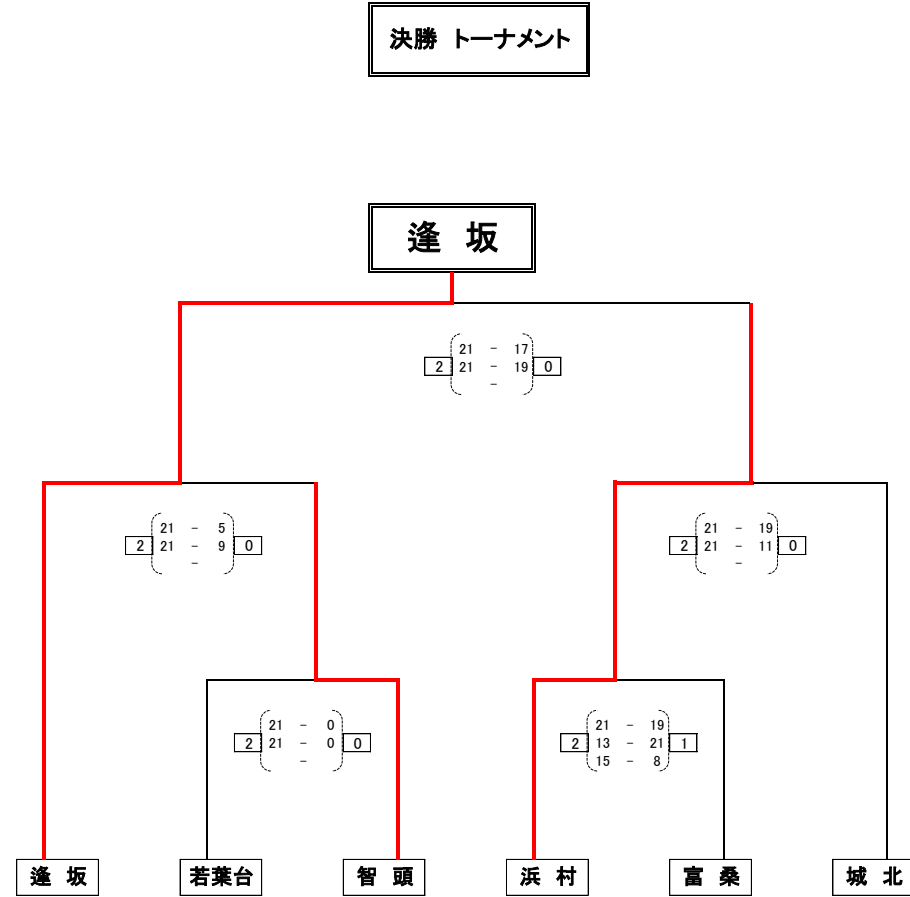 決勝 トーナメント
逢 坂
21 - 17
2 21 - 19 0
-
21 - 5
2 21 - 9 0
-
21 - 19
2 21 - 11 0
-
21 - 0
2 21 - 0 0
-
21 - 19
2 13 - 21 1
15 - 8
逢 坂
若葉台
智 頭
浜 村
富 桑
城 北